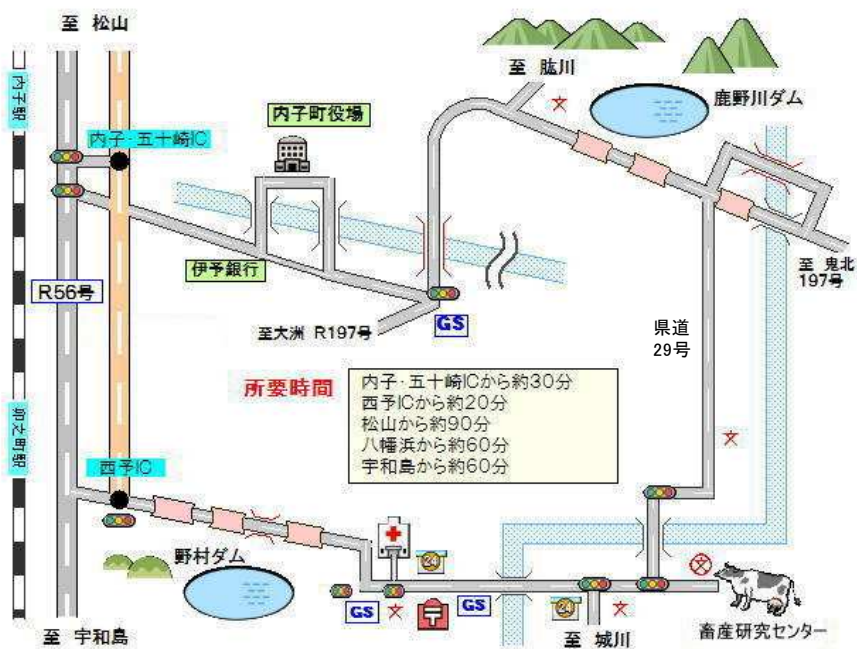 至 松山
内子駅
内子・五十崎IC
内子町役場
至 肱川
鹿野川ダム
R56号
伊予銀行
至大洲 R197号
GS
至 鬼北
197号
県道
29号
所要時間
内子・五十崎ICから約30分
西予ICから約20分
松山から約90分
八幡浜から約60分
宇和島から約60分
卯之町駅
西予IC
野村ダム
GS
GS
至 宇和島
至 城川
畜産研究センター